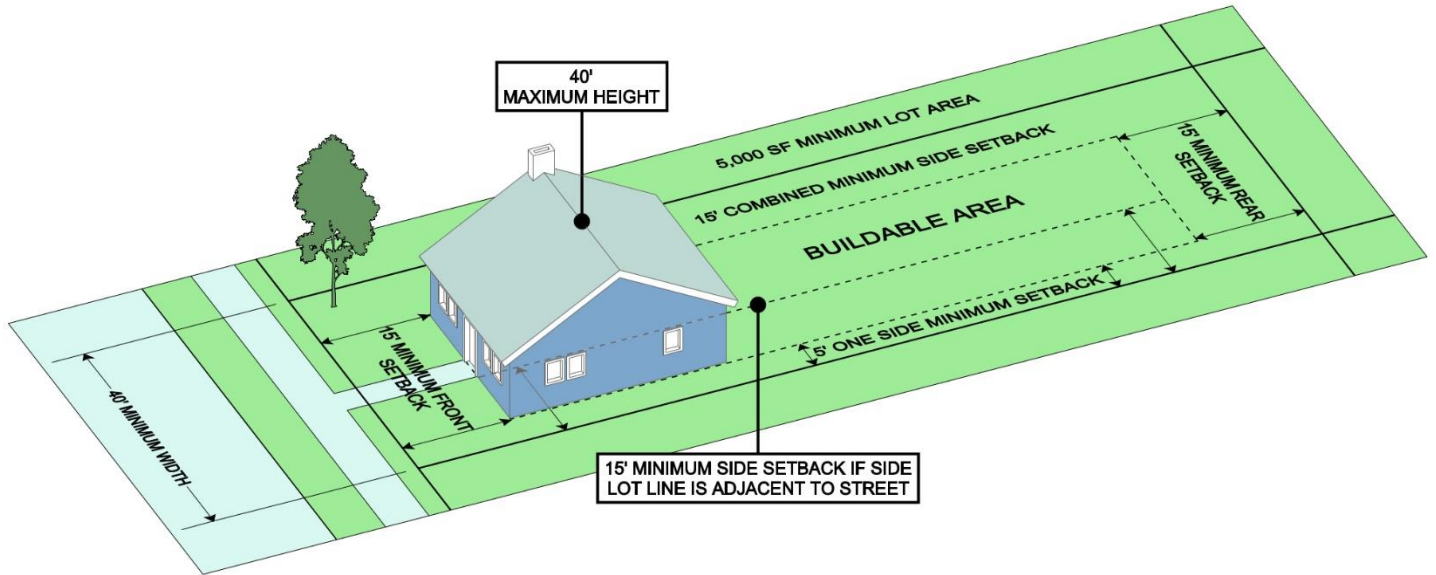 40'
MAXIMUM HEIGHT
5,000 SF MINIMUM LOT AREA
15' COMBINED MINIMUM SIDE SETBACK
15' MINIMUM REAR
SETBACK
BUILDABLE AREA
5' ONE SIDE MINIMUM SETBACK
15' MINIMUM FRONT
SETBACK
40' MINIMUM WIDTH
15' MINIMUM SIDE SETBACK IF SIDE
LOT LINE IS ADJACENT TO STREET